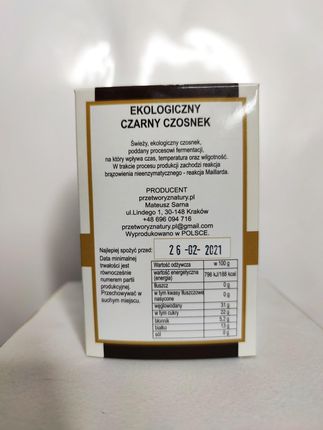 EKOLOGICZNY
CZARNY CZOSNEK
Świeży, ekologiczny czosnek,
poddany procesowi fermentacji,
na który wpływa czas, temperatura oraz wilgotność.
W trakcie procesu produkcji zachodzi reakcja
brązowienia nieenzymatycznego - reakcja Maillarda.
PRODUCENT
przetworyznatury.pl
Mateusz Sarna
ul.Lindego 1, 30-148 Kraków
+48 696 094 716
przetworyznatury.pl@gmail.com
Wyprodukowano w POLSCE.
Najlepiej spożyć przed: 26-02-2021
Data minimalnej
trwałości jest
równocześnie
numerem partii
produkcyjnej.
Przechowywać w
suchym miejscu.
Wartość odżywcza w 100 g
wartość energetyczna (energia) 796 kJ/188 kcal
tłuszcz 0 g
w tym kwasy tłuszczowe nasycone 0 g
węglowodany 31 g
w tym cukry 22 g
błonnik 5,2 g
białko 13 g
sól 0 g